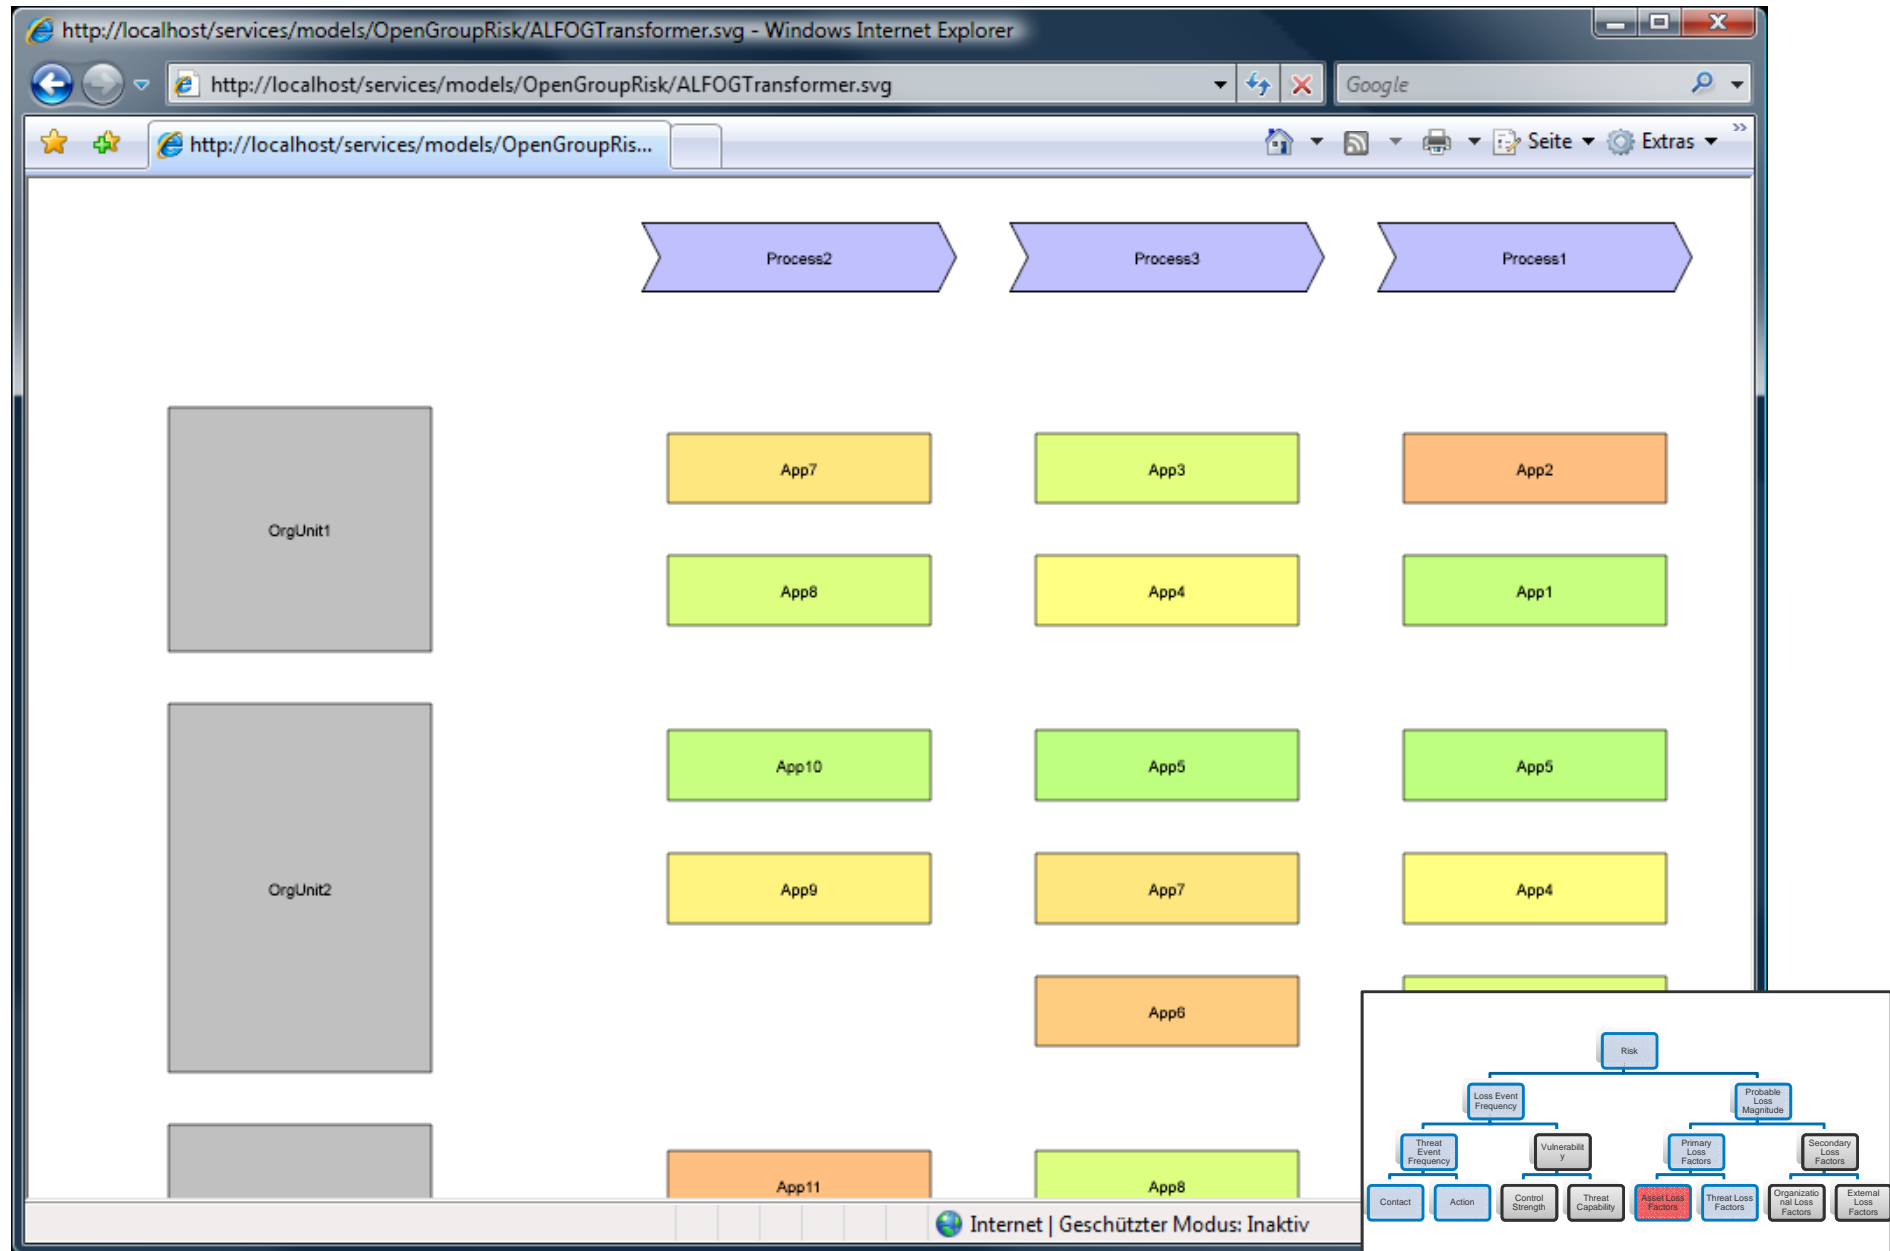 http://localhost/services/models/OpenGroupRisk/ALFOGTransformer.svg - Windows Internet Explorer
http://localhost/services/models/OpenGroupRisk/ALFOGTransformer.svg
Google
http://localhost/services/models/OpenGroupRis...
Seite
Extras
Process2
Process3
Process1
OrgUnit1
App7
App3
App2
App8
App4
App1
OrgUnit2
App10
App5
App5
App9
App7
App4
App6
App11
App8
Internet | Geschützter Modus: Inaktiv
Risk
Loss Event
Frequency
Probable
Loss
Magnitude
Threat
Event
Frequency
Vulnerabilit
y
Primary
Loss
Factors
Secondary
Loss
Factors
Contact
Action
Control
Strength
Threat
Capability
Asset Loss
Factors
Threat Loss
Factors
Organizatio
nal Loss
Factors
External
Loss
Factors